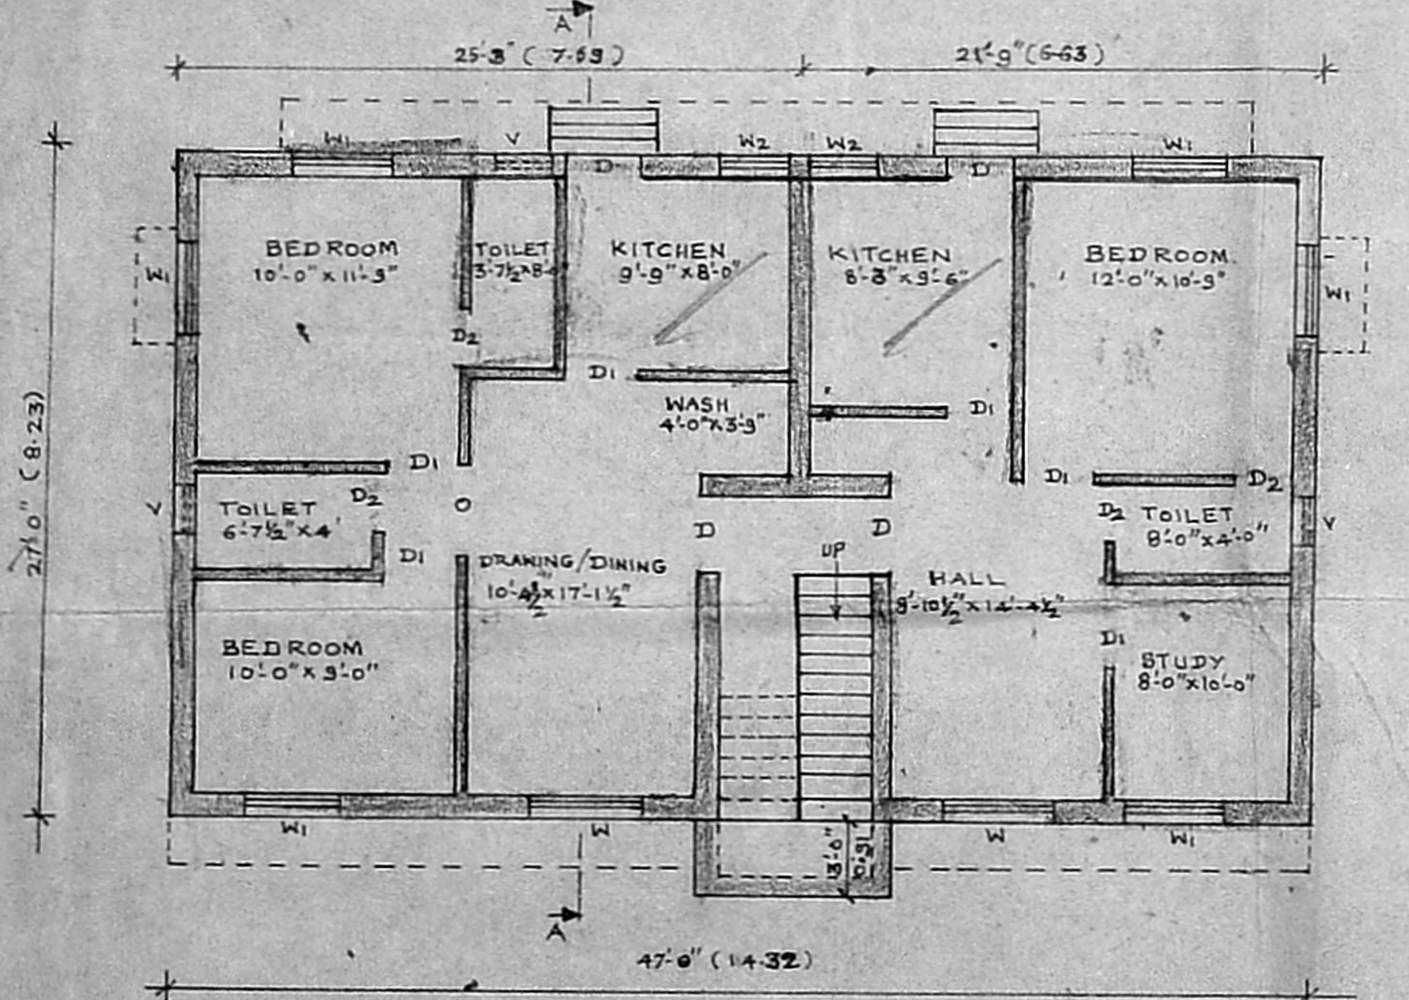 A
25'-3" (7.69)
21'-9" (6.63)
W1
V
D
W2
W2
D
W1
BEDROOM
10'-0" x 11'-9"
TOILET
3'-7½" x 8'-
KITCHEN
9'-9" x 8'-0"
KITCHEN
8'-3" x 9'-6"
BEDROOM
12'-0" x 10'-9"
W1
W1
D2
D1
WASH
4'-0" x 3'-9"
D1
27'-0" (8.23)
D1
D1
D2
TOILET
6'-7½" x 4'
D2
O
V
D
D
D2
TOILET
8'-0" x 4'-0"
V
D1
DRAWING/DINING
10'-4½" x 17'-1½"
UP
HALL
9'-10½" x 14'-4½"
BEDROOM
10'-0" x 9'-0"
D1
STUDY
8'-0" x 10'-0"
W1
W
W
W1
3'-0"
0.91
A
47'-0" (14.32)